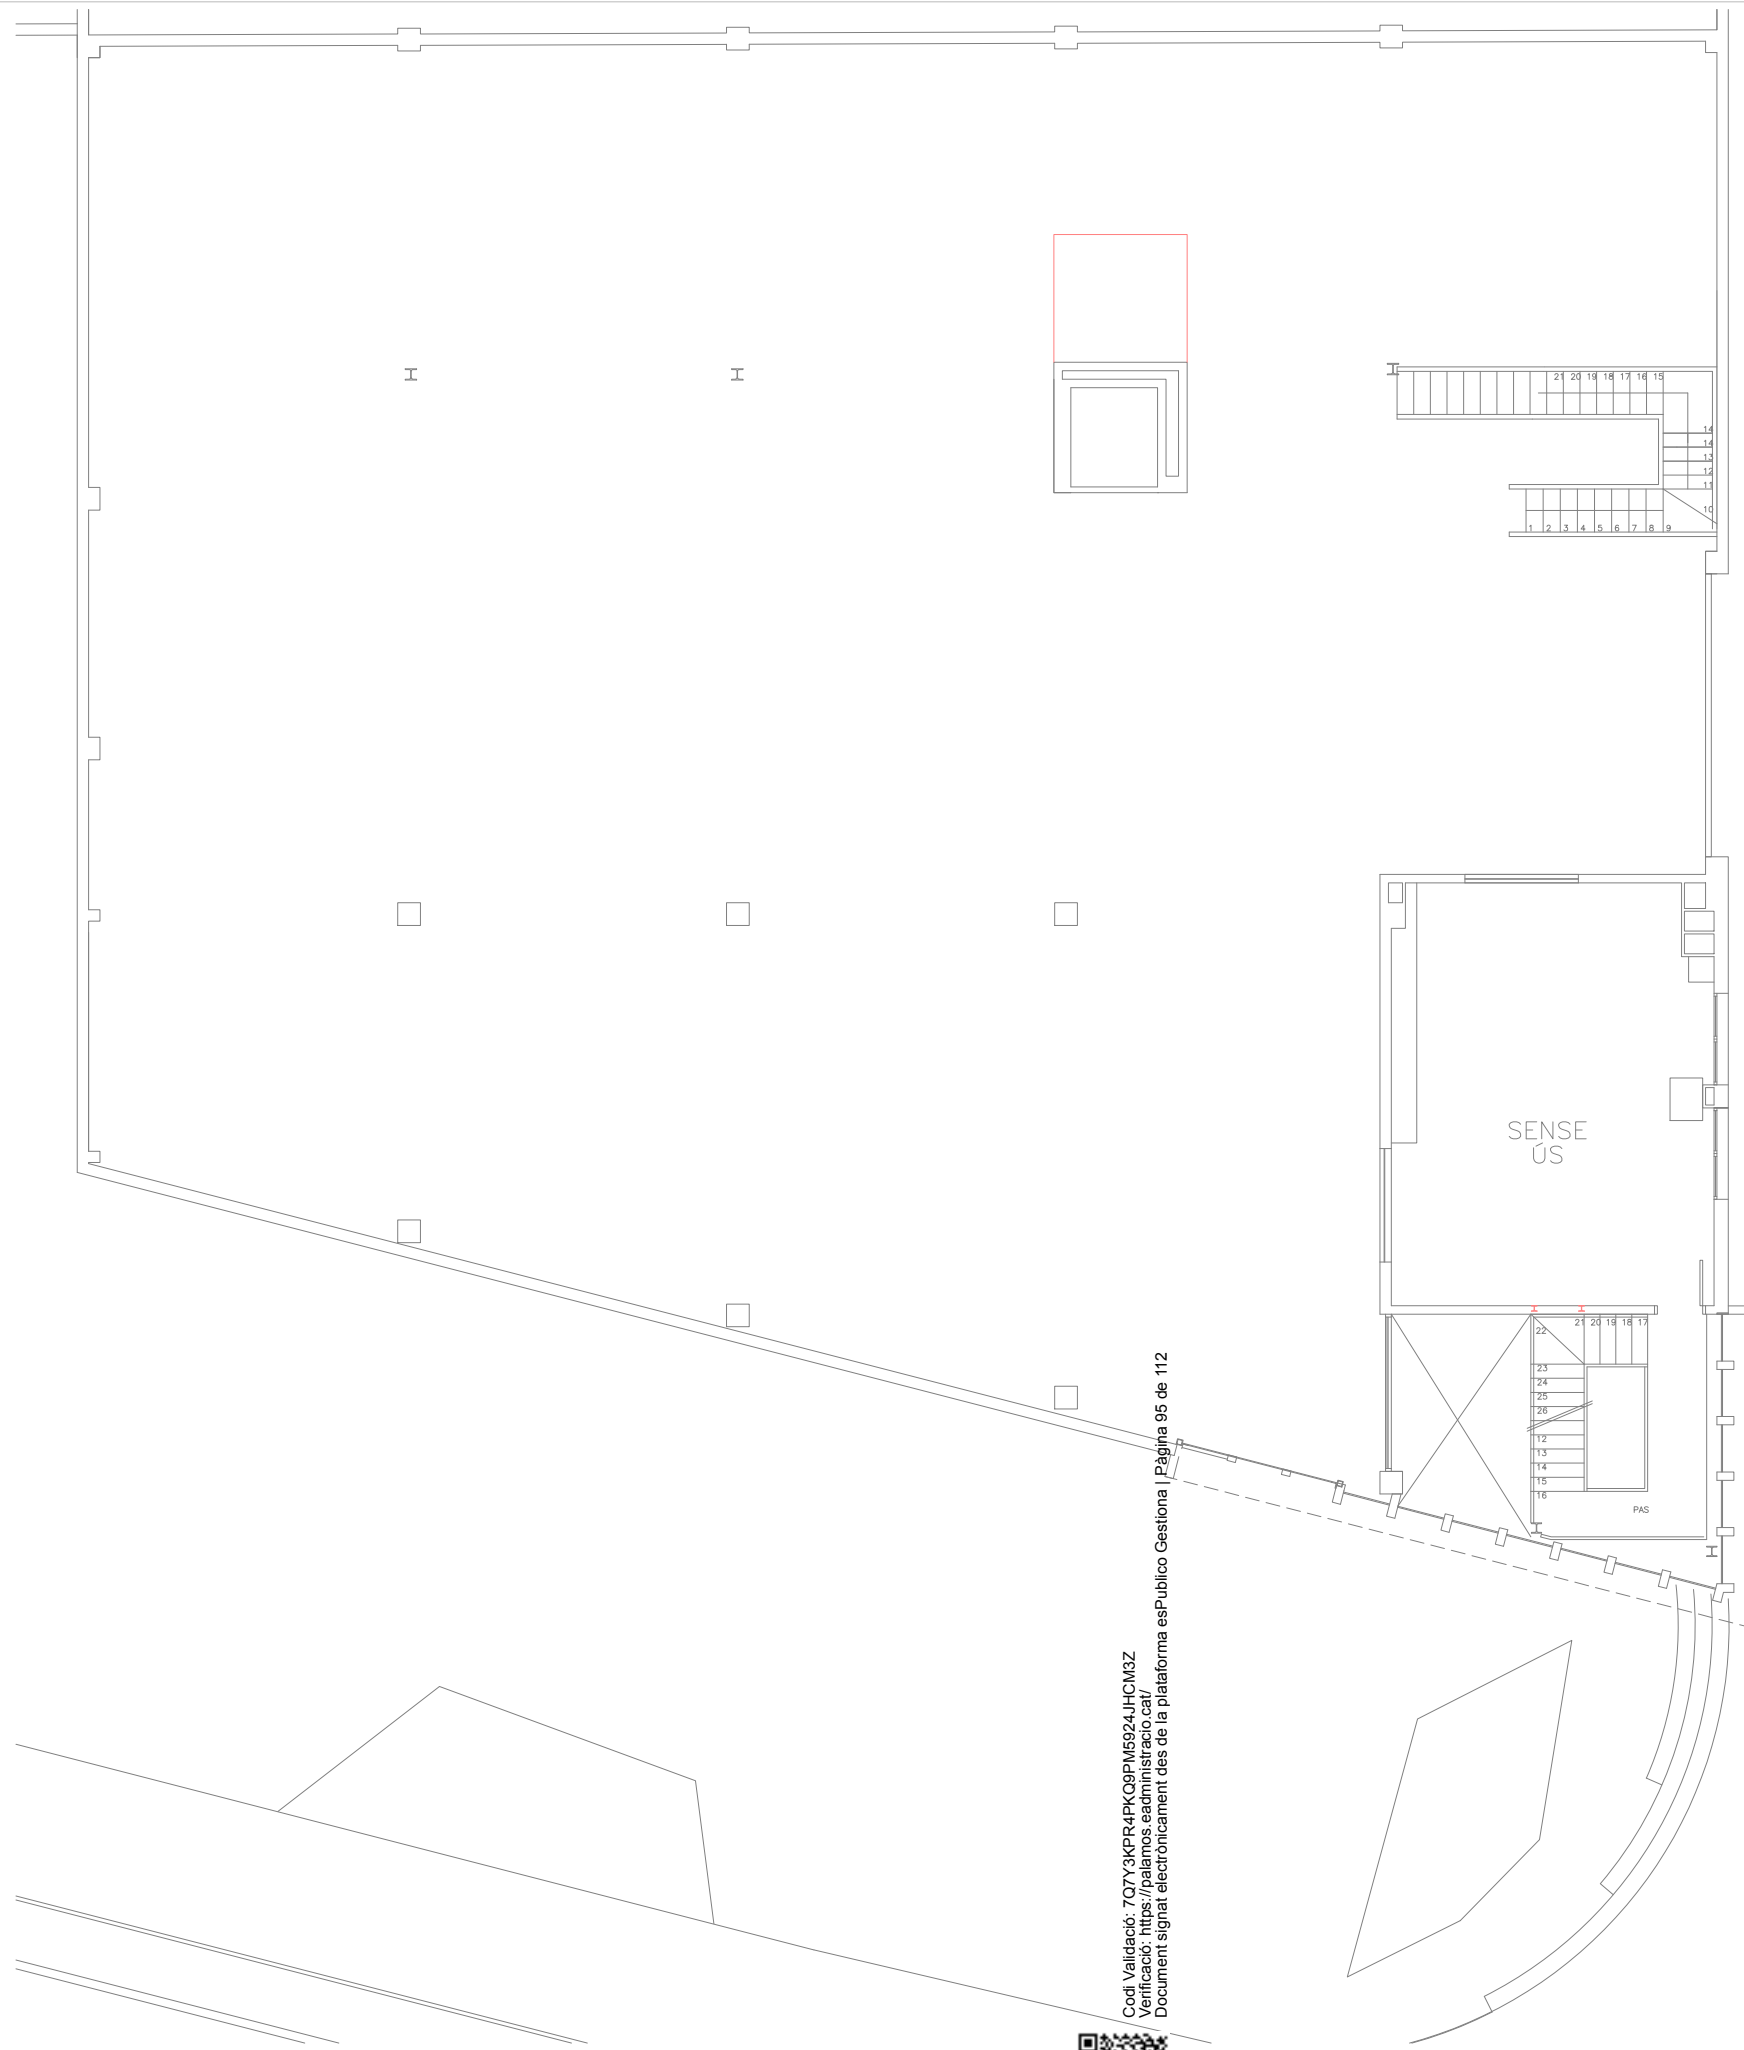 21 20 19 18 17 16 15
14
14
13
12
11
10
1 2 3 4 5 6 7 8 9
SENSE
ÚS
22 21 20 19 18 17
23
24
25
26
12
13
14
15
16
PAS
Codi Validació: 7Q7Y3KPR4PKQ9PM5924JHCM3Z
Verificació: https://palamos.eadministracio.cat/
Document signat electrònicament des de la plataforma esPublico Gestiona | Pàgina 95 de 112